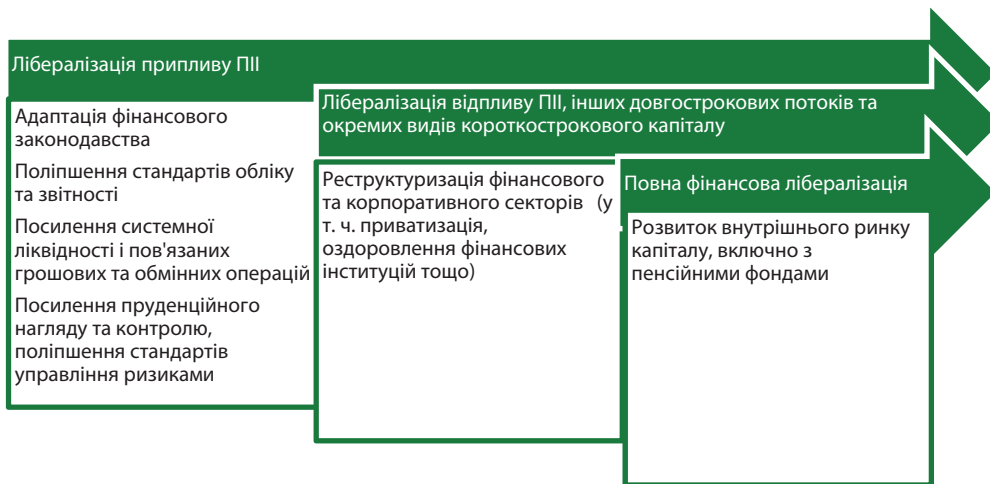 Лібералізація припливу ПІІ
Адаптація фінансового
законодавства
Поліпшення стандартів обліку
та звітності
Посилення системної
ліквідності і пов'язаних
грошових та обмінних операцій
Посилення пруденційного
нагляду та контролю,
поліпшення стандартів
управління ризиками
Лібералізація відпливу ПІІ, інших довгострокових потоків та
окремих видів короткострокового капіталу
Реструктуризація фінансового
та корпоративного секторів (у
т. ч. приватизація,
оздоровлення фінансових
інституцій тощо)
Повна фінансова лібералізація
Розвиток внутрішнього ринку
капіталу, включно з
пенсійними фондами